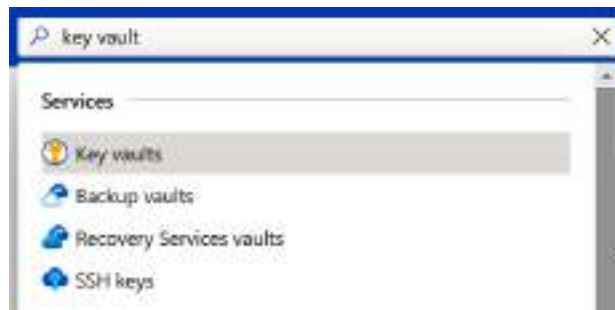 key vault
Services
Key vaults
Backup vaults
Recovery Services vaults
SSH keys